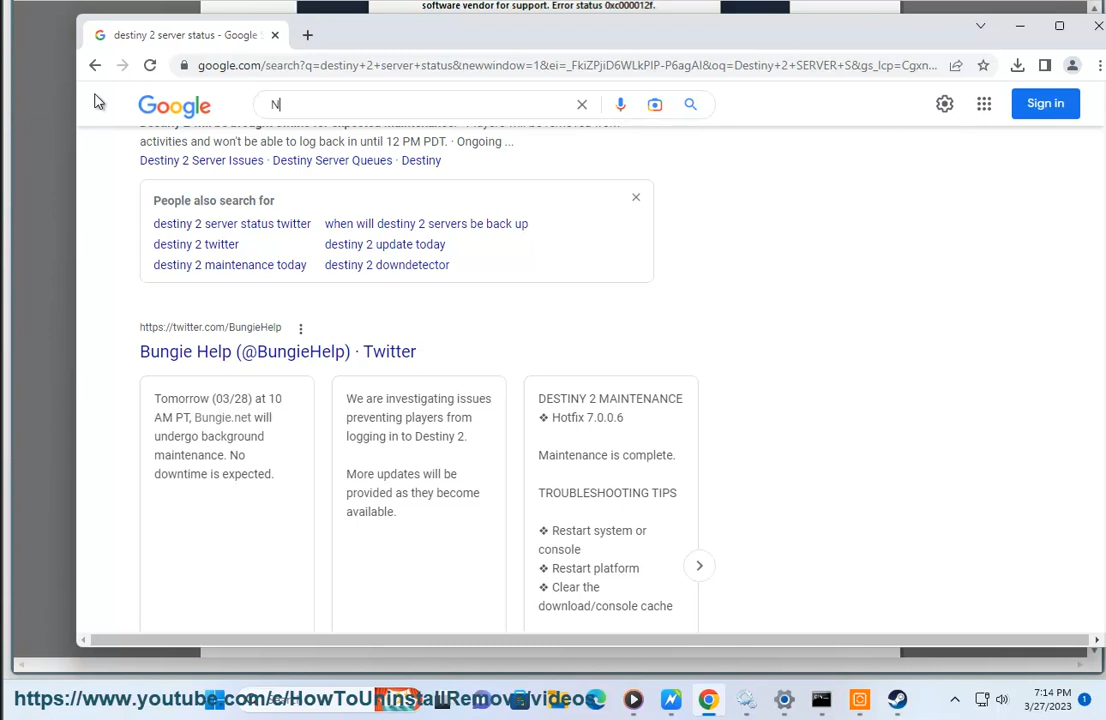 software vendor for support. Error status 0xc000012f.
destiny 2 server status - Google
google.com/search?q=destiny+2+server+status&newwindow=1&ei=_FkiZPjiD6WLkPIP-P6agAI&oq=Destiny+2+SERVER+S&gs_lcp=Cgxn...
Google
N
Sign in
activities and won't be able to log back in until 12 PM PDT. · Ongoing ...
Destiny 2 Server Issues · Destiny Server Queues · Destiny
People also search for
destiny 2 server status twitter
when will destiny 2 servers be back up
destiny 2 twitter
destiny 2 update today
destiny 2 maintenance today
destiny 2 downdetector
https://twitter.com/BungieHelp
Bungie Help (@BungieHelp) · Twitter
Tomorrow (03/28) at 10
AM PT, Bungie.net will
undergo background
maintenance. No
downtime is expected.
We are investigating issues
preventing players from
logging in to Destiny 2.
More updates will be
provided as they become
available.
DESTINY 2 MAINTENANCE
❖ Hotfix 7.0.0.6
Maintenance is complete.
TROUBLESHOOTING TIPS
❖ Restart system or
console
❖ Restart platform
❖ Clear the
download/console cache
https://www.youtube.com/c/HowToUninstallRemove/videos
7:14 PM
3/27/2023
1